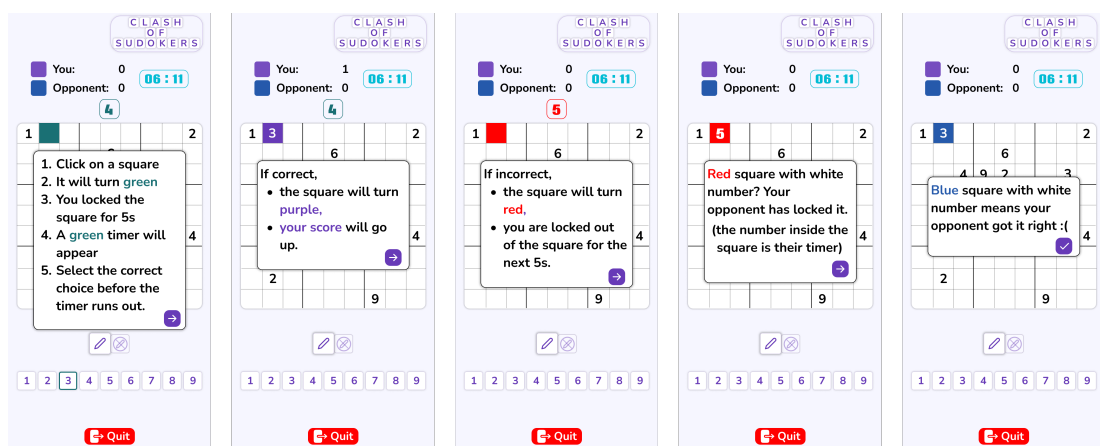 CLASH
OF
SUDOKERS
You: 0
Opponent: 0
06:11
4
1 2
1. Click on a square
2. It will turn green
3. You locked the
square for 5s
4. A green timer will
appear
5. Select the correct
choice before the
timer runs out.
4
1 2 3 4 5 6 7 8 9
Quit
CLASH
OF
SUDOKERS
You: 1
Opponent: 0
06:11
4
1 3 2
6
If correct,
• the square will turn
purple,
• your score will go
up.
4
2
9
1 2 3 4 5 6 7 8 9
Quit
CLASH
OF
SUDOKERS
You: 0
Opponent: 0
06:11
5
1 2
6
If incorrect,
• the square will turn
red,
• you are locked out
of the square for the
next 5s.
4
9
1 2 3 4 5 6 7 8 9
Quit
CLASH
OF
SUDOKERS
You: 0
Opponent: 0
06:11
1 5 2
6
Red square with white
number? Your
opponent has locked it.
(the number inside the
square is their timer)
4
9
1 2 3 4 5 6 7 8 9
Quit
CLASH
OF
SUDOKERS
You: 0
Opponent: 0
06:11
1 3 2
6
4 9 2 3
Blue square with white
number means your
opponent got it right :(
4
2
9
1 2 3 4 5 6 7 8 9
Quit